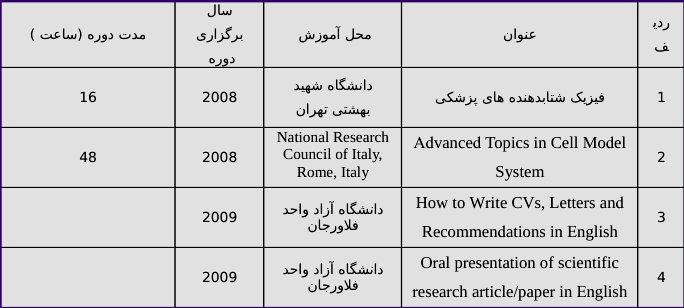 ردیف
عنوان
محل آموزش
سال
برگزاری
دوره
مدت دوره (ساعت )
1
فیزیک شتابدهنده های پزشکی
دانشگاه شهید
بهشتی تهران
2008
16
2
Advanced Topics in Cell Model
System
National Research
Council of Italy,
Rome, Italy
2008
48
3
How to Write CVs, Letters and
Recommendations in English
دانشگاه آزاد واحد
فلاورجان
2009
4
Oral presentation of scientific
research article/paper in English
دانشگاه آزاد واحد
فلاورجان
2009